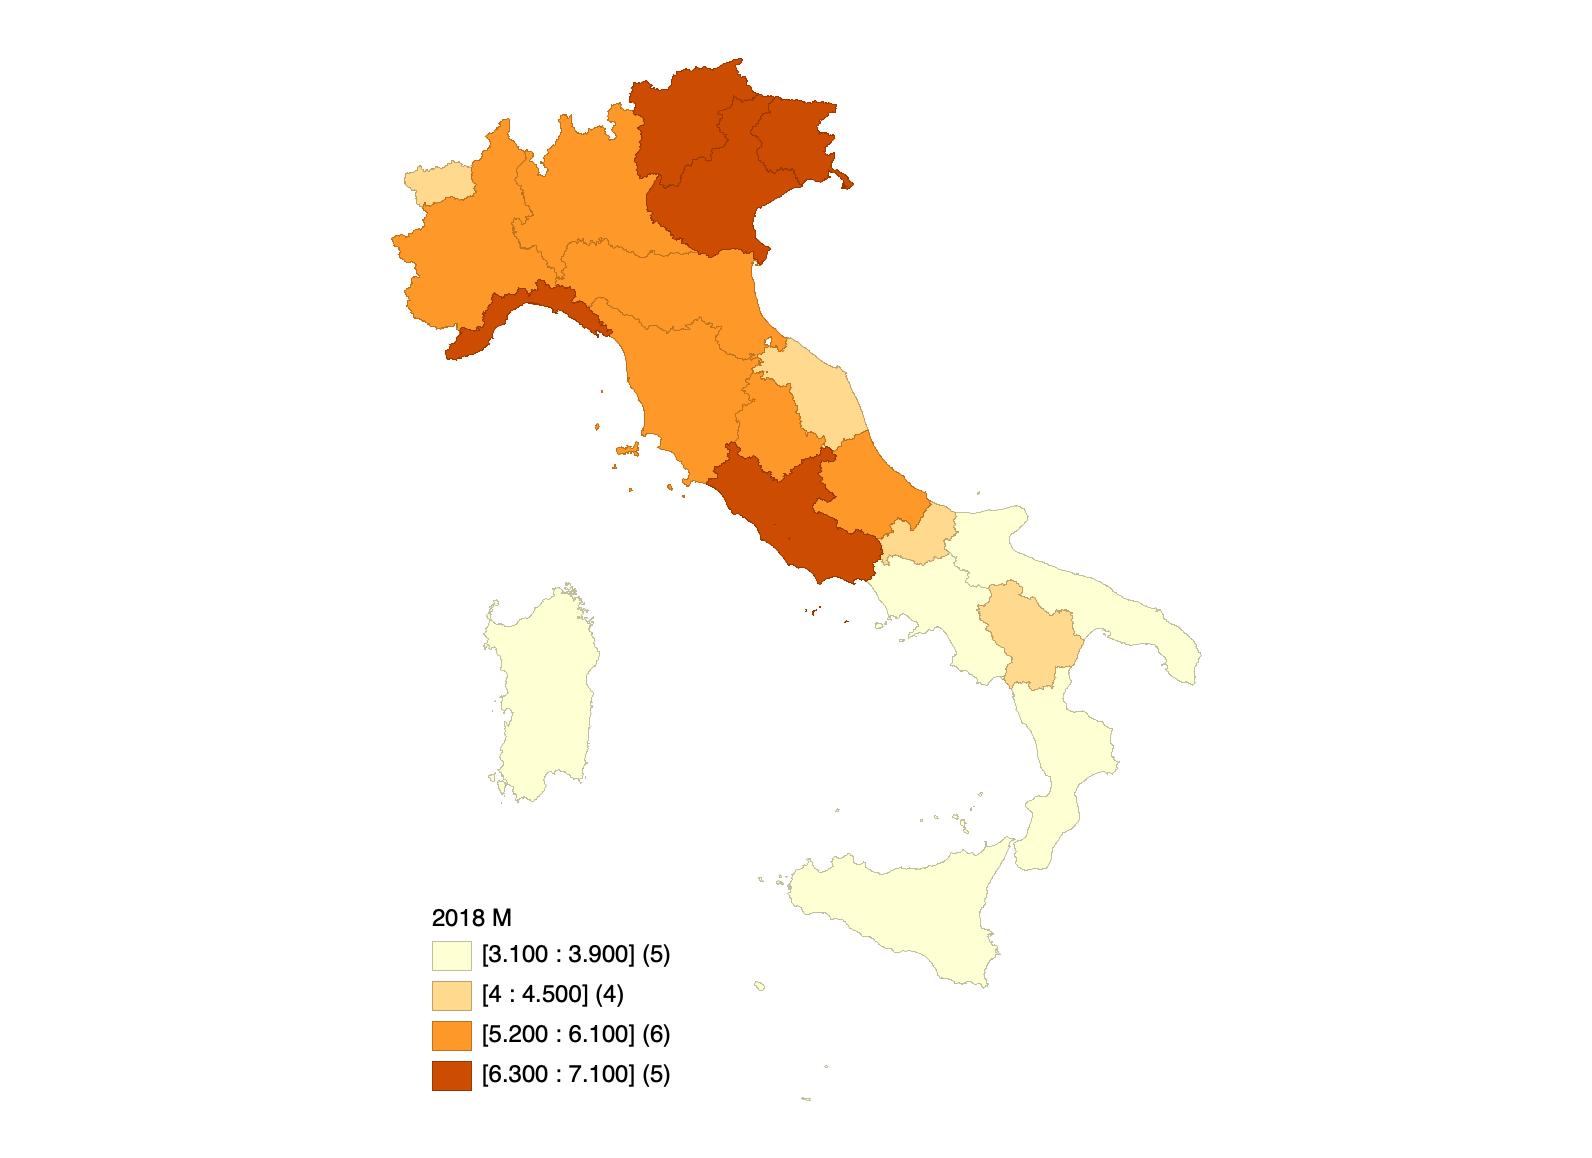 2018 M
[3.100 : 3.900] (5)
[4 : 4.500] (4)
[5.200 : 6.100] (6)
[6.300 : 7.100] (5)